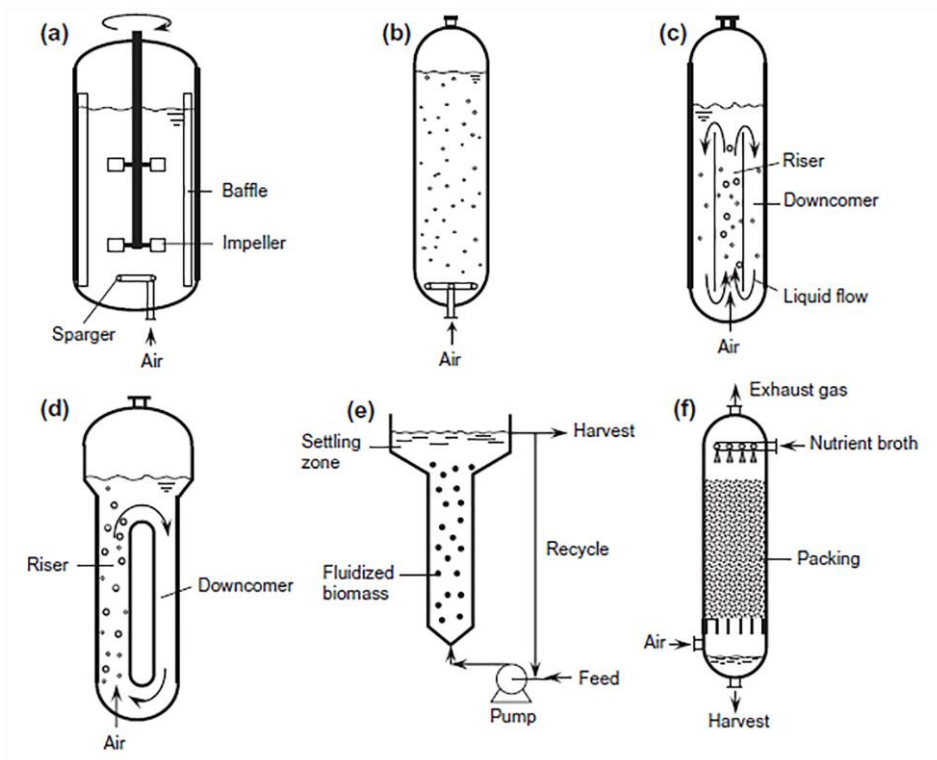 (a)
Baffle
Impeller
Sparger
Air
(b)
Air
(c)
Riser
Downcomer
Liquid flow
Air
(d)
Riser
Downcomer
Air
(e)
Settling
zone
Harvest
Recycle
Fluidized
biomass
Feed
Pump
(f)
Exhaust gas
Nutrient broth
Packing
Air
Harvest